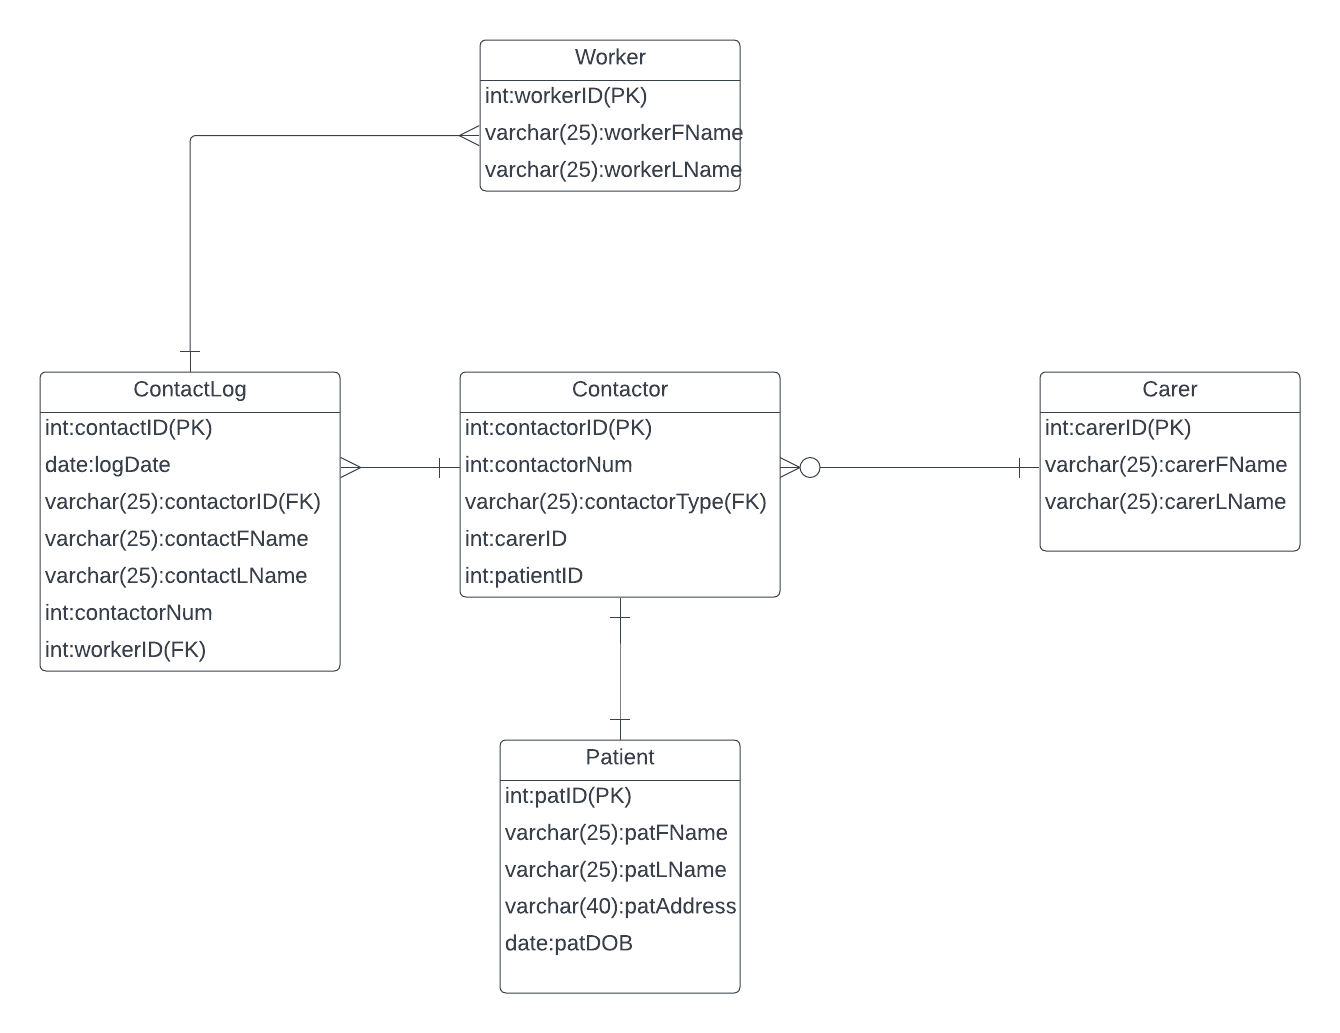 Worker
int:workerID(PK)
varchar(25):workerFName
varchar(25):workerLName
ContactLog
int:contactID(PK)
date:logDate
varchar(25):contactorID(FK)
varchar(25):contactFName
varchar(25):contactLName
int:contactorNum
int:workerID(FK)
Contactor
int:contactorID(PK)
int:contactorNum
varchar(25):contactorType(FK)
int:carerID
int:patientID
Carer
int:carerID(PK)
varchar(25):carerFName
varchar(25):carerLName
Patient
int:patID(PK)
varchar(25):patFName
varchar(25):patLName
varchar(40):patAddress
date:patDOB